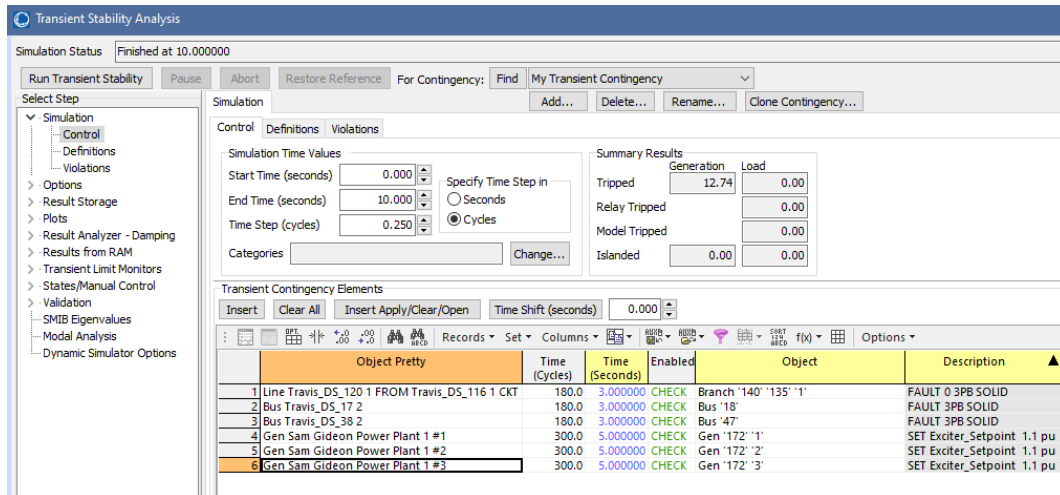 Transient Stability Analysis
Simulation Status Finished at 10.000000
Run Transient Stability Pause Abort Restore Reference For Contingency: Find My Transient Contingency
Select Step
Simulation
Control
Definitions
Violations
Options
Result Storage
Plots
Result Analyzer - Damping
Results from RAM
Transient Limit Monitors
States/Manual Control
Validation
SMIB Eigenvalues
Modal Analysis
Dynamic Simulator Options
Simulation Add... Delete... Rename... Clone Contingency...
Control Definitions Violations
Simulation Time Values
Start Time (seconds) 0.000
End Time (seconds) 10.000
Time Step (cycles) 0.250
Specify Time Step in
Seconds
Cycles
Categories Change...
Summary Results
Generation Load
Tripped 12.74 0.00
Relay Tripped 0.00
Model Tripped 0.00
Islanded 0.00 0.00
Transient Contingency Elements
Insert Clear All Insert Apply/Clear/Open Time Shift (seconds) 0.000
Records Set Columns Options
Object Pretty Time (Cycles) Time (Seconds) Enabled Object Description
1 Line Travis_DS_120 1 FROM Travis_DS_116 1 CKT 180.0 3.000000 CHECK Branch '140' '135' '1' FAULT 0 3PB SOLID
2 Bus Travis_DS_17 2 180.0 3.000000 CHECK Bus '18' FAULT 3PB SOLID
3 Bus Travis_DS_38 2 180.0 3.000000 CHECK Bus '47' FAULT 3PB SOLID
4 Gen Sam Gideon Power Plant 1 #1 300.0 5.000000 CHECK Gen '172' '1' SET Exciter_Setpoint 1.1 pu
5 Gen Sam Gideon Power Plant 1 #2 300.0 5.000000 CHECK Gen '172' '2' SET Exciter_Setpoint 1.1 pu
6 Gen Sam Gideon Power Plant 1 #3 300.0 5.000000 CHECK Gen '172' '3' SET Exciter_Setpoint 1.1 pu